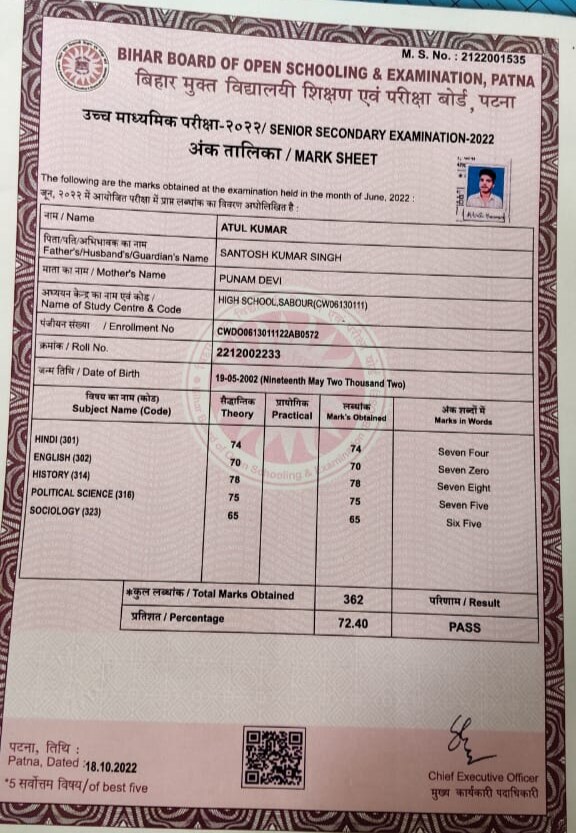 M. S. No. : 2122001535
BIHAR BOARD OF OPEN SCHOOLING & EXAMINATION, PATNA
बिहार मुक्त विद्यालयी शिक्षण एवं परीक्षा बोर्ड, पटना
उच्च माध्यमिक परीक्षा-२०२२/ SENIOR SECONDARY EXAMINATION-2022
अंक तालिका / MARK SHEET
The following are the marks obtained at the examination held in the month of June, 2022 :
जून, २०२२ में आयोजित परीक्षा में प्राप्त लब्धांक का विवरण अधोलिखित है :
नाम / Name ATUL KUMAR
पिता/पति/अभिभावक का नाम
Father's/Husband's/Guardian's Name SANTOSH KUMAR SINGH
माता का नाम / Mother's Name PUNAM DEVI
अध्ययन केन्द्र का नाम एवं कोड /
Name of Study Centre & Code HIGH SCHOOL,SABOUR(CW06130111)
पंजीयन संख्या / Enrollment No CWDO0613011122AB0572
क्रमांक / Roll No. 2212002233
जन्म तिथि / Date of Birth 19-05-2002 (Nineteenth May Two Thousand Two)
विषय का नाम (कोड) सैद्धान्तिक प्रायोगिक लब्धांक अंक शब्दों में
Subject Name (Code) Theory Practical Mark's Obtained Marks in Words
HINDI (301) 74 74 Seven Four
ENGLISH (302) 70 70 Seven Zero
HISTORY (314) 78 78 Seven Eight
POLITICAL SCIENCE (316) 75 75 Seven Five
SOCIOLOGY (323) 65 65 Six Five
*कुल लब्धांक / Total Marks Obtained 362 परिणाम / Result
प्रतिशत / Percentage 72.40 PASS
पटना, तिथि :
Patna, Dated :18.10.2022
*5 सर्वोत्तम विषय/of best five
Chief Executive Officer
मुख्य कार्यकारी पदाधिकारी